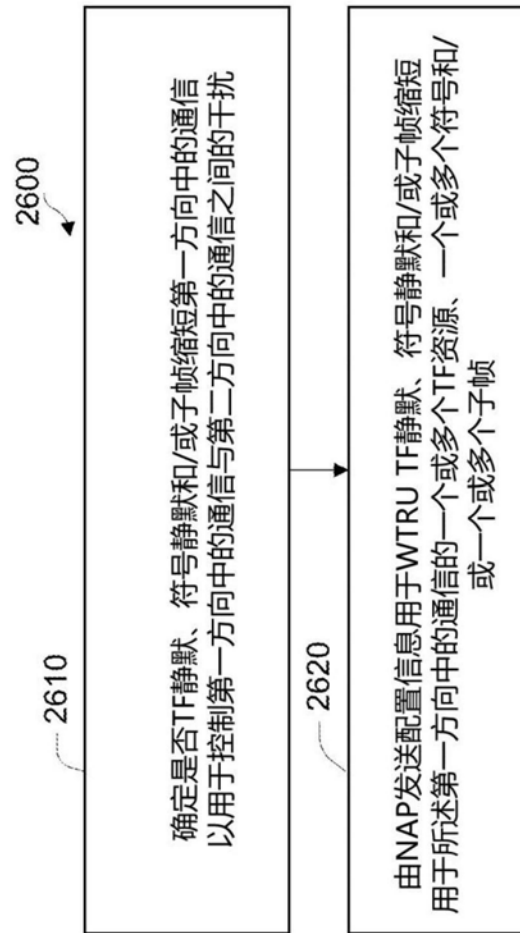 2600
2610
确定是否TF静默、符号静默和/或子帧缩短第一方向中的通信
以用于控制第一方向中的通信与第二方向中的通信之间的干扰
2620
由NAP发送配置信息用于WTRU TF静默、符号静默和/或子帧缩短
用于所述第一方向中的通信的一个或多个TF资源、一个或多个符号和/
或一个或多个子帧